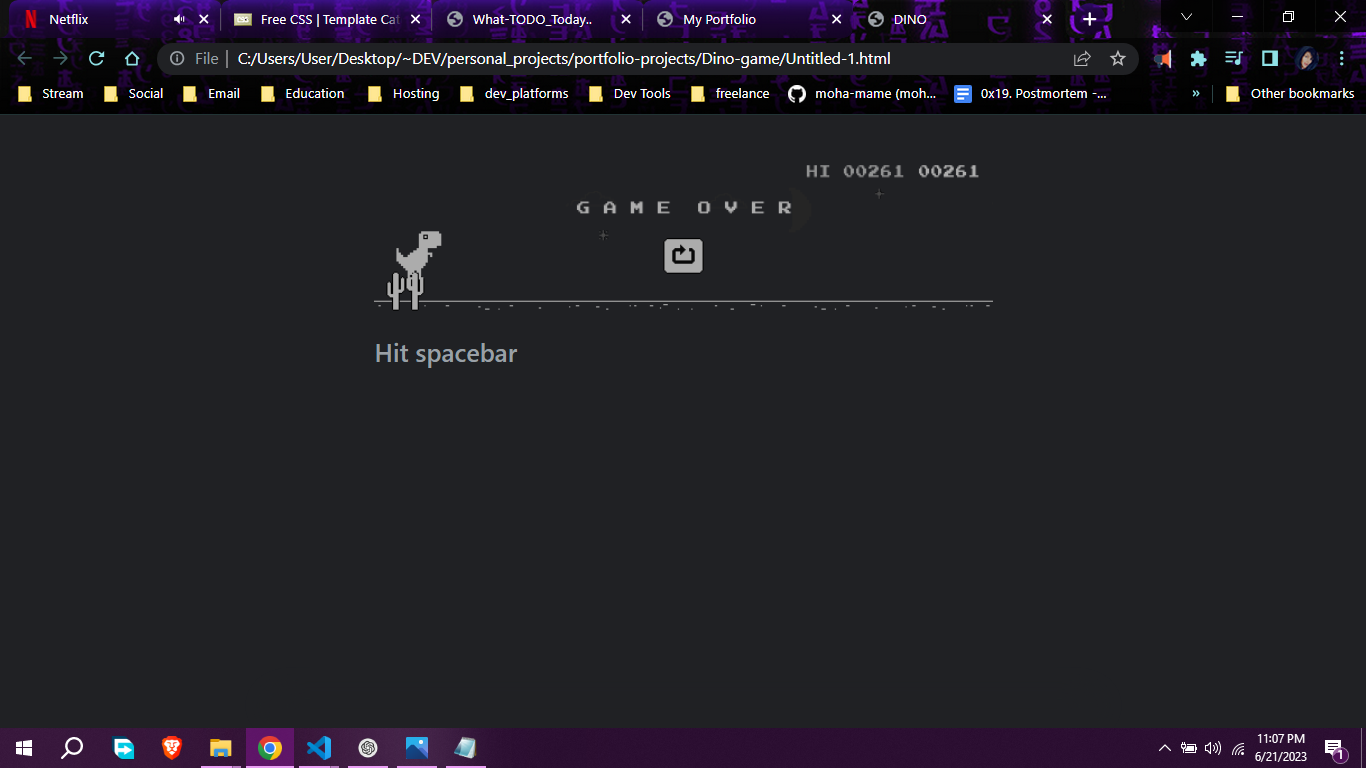 Netflix
Free CSS | Template Cat
What-TODO_Today..
My Portfolio
DINO
File
C:/Users/User/Desktop/~DEV/personal_projects/portfolio-projects/Dino-game/Untitled-1.html
Stream
Social
Email
Education
Hosting
dev_platforms
Dev Tools
freelance
moha-mame (moh...
0x19. Postmortem -...
»
Other bookmarks
HI 00261 00261
GAME OVER
Hit spacebar
11:07 PM
6/21/2023
1